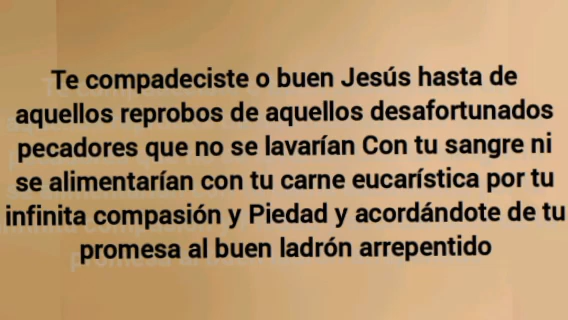 Te compadeciste o buen Jesús hasta de
aquellos reprobos de aquellos desafortunados
pecadores que no se lavarían Con tu sangre ni
se alimentarían con tu carne eucarística por tu
infinita compasión y Piedad y acordándote de tu
promesa al buen ladrón arrepentido